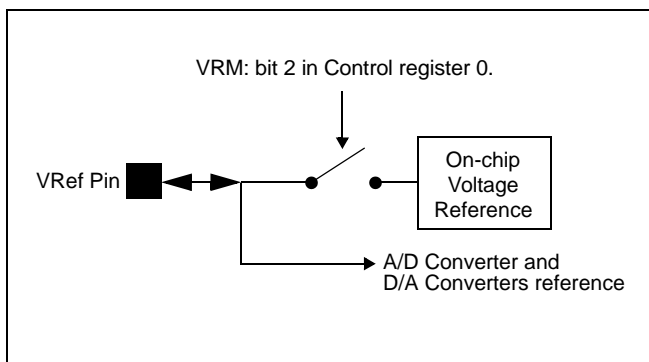 VRM: bit 2 in Control register 0.
VRef Pin
On-chip
Voltage
Reference
A/D Converter and
D/A Converters reference